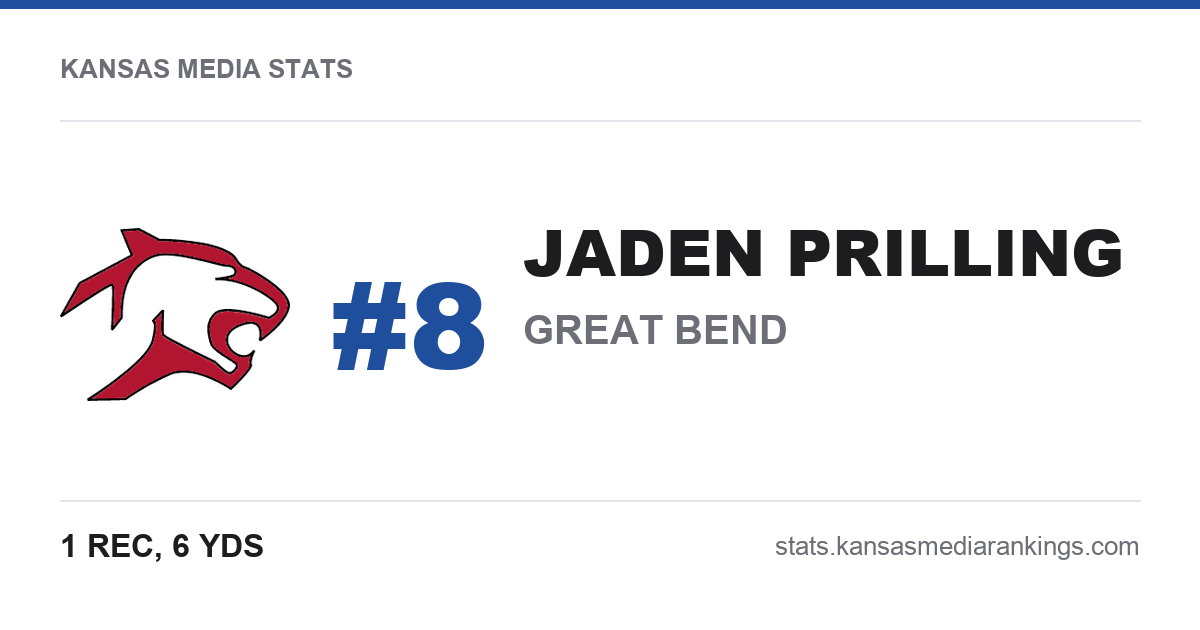 KANSAS MEDIA STATS
#8
JADEN PRILLING
GREAT BEND
1 REC, 6 YDS
stats.kansasmediarankings.com